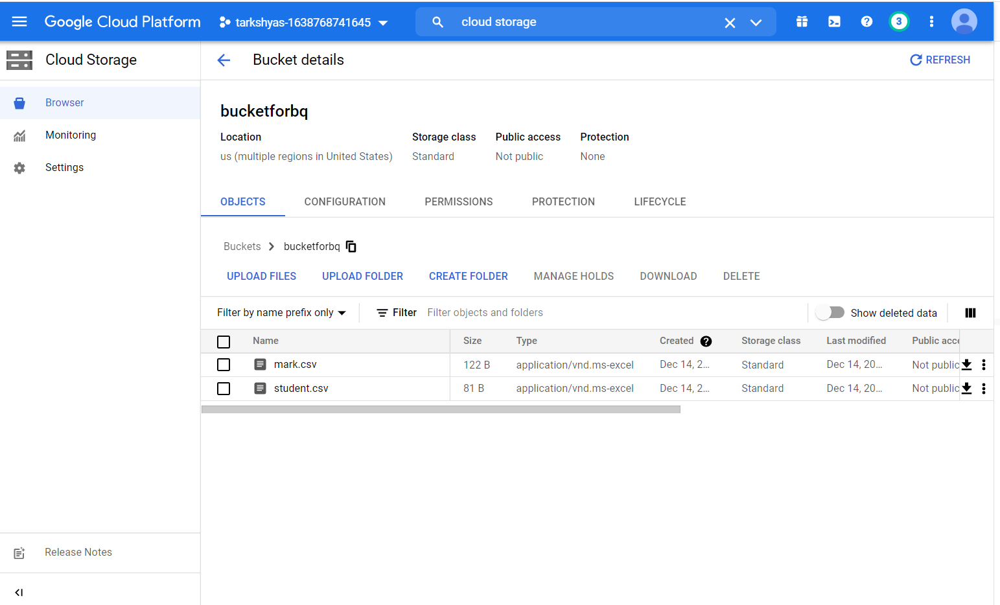 Google Cloud Platform tarkshyas-1638768741645 cloud storage 3
Cloud Storage
Browser
Monitoring
Settings
Release Notes
Bucket details REFRESH
bucketforbq
Location Storage class Public access Protection
us (multiple regions in United States) Standard Not public None
OBJECTS CONFIGURATION PERMISSIONS PROTECTION LIFECYCLE
Buckets bucketforbq
UPLOAD FILES UPLOAD FOLDER CREATE FOLDER MANAGE HOLDS DOWNLOAD DELETE
Filter by name prefix only Filter Filter objects and folders Show deleted data
Name Size Type Created Storage class Last modified Public acce
mark.csv 122 B application/vnd.ms-excel Dec 14, 2... Standard Dec 14, 20... Not public
student.csv 81 B application/vnd.ms-excel Dec 14, 2... Standard Dec 14, 20... Not public